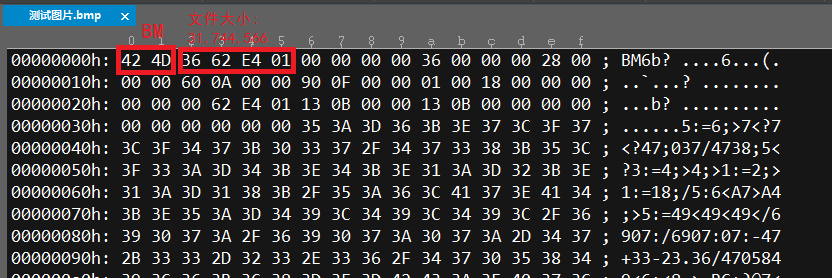 测试图片.bmp ×
BM 文件大小:
0 1 2 3 4 5 6 7 8 9 a b c d e f
00000000h: 42 4D 36 62 E4 01 00 00 00 00 36 00 00 00 28 00 ; BM6b? ....6...(.
00000010h: 00 00 60 0A 00 00 90 0F 00 00 01 00 18 00 00 00 ; ..`...? .........
00000020h: 00 00 00 62 E4 01 13 0B 00 00 13 0B 00 00 00 00 ; ...b? ..........
00000030h: 00 00 00 00 00 00 35 3A 3D 36 3B 3E 37 3C 3F 37 ; ......5:=6;>7<?7
00000040h: 3C 3F 34 37 3B 30 33 37 2F 34 37 33 38 3B 35 3C ; <?47;037/4738;5<
00000050h: 3F 33 3A 3D 34 3B 3E 34 3B 3E 31 3A 3D 32 3B 3E ; ?3:=4;>4;>1:=2;>
00000060h: 31 3A 3D 31 38 3B 2F 35 3A 36 3C 41 37 3E 41 34 ; 1:=18;/5:6<A7>A4
00000070h: 3B 3E 35 3A 3D 34 39 3C 34 39 3C 34 39 3C 2F 36 ; ;>5:=49<49<49</6
00000080h: 39 30 37 3A 2F 36 39 30 37 3A 30 37 3A 2D 34 37 ; 907:/6907:07:-47
00000090h: 2B 33 33 2D 32 33 2E 33 36 2F 34 37 30 35 38 34 ; +33-23.36/470584